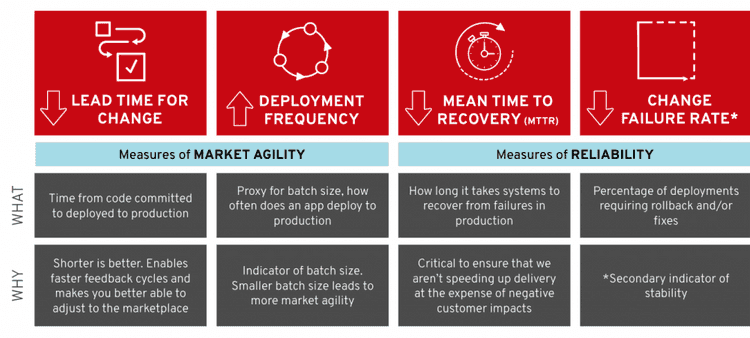 LEAD TIME FOR
CHANGE
DEPLOYMENT
FREQUENCY
MEAN TIME TO
RECOVERY (MTTR)
CHANGE
FAILURE RATE*
Measures of MARKET AGILITY
Measures of RELIABILITY
WHAT
Time from code committed
to deployed to production
Proxy for batch size, how
often does an app deploy to
production
How long it takes systems to
recover from failures in
production
Percentage of deployments
requiring rollback and/or
fixes
WHY
Shorter is better. Enables
faster feedback cycles and
makes you better able to
adjust to the marketplace
Indicator of batch size.
Smaller batch size leads to
more market agility
Critical to ensure that we
aren't speeding up delivery
at the expense of negative
customer impacts
*Secondary indicator of
stability